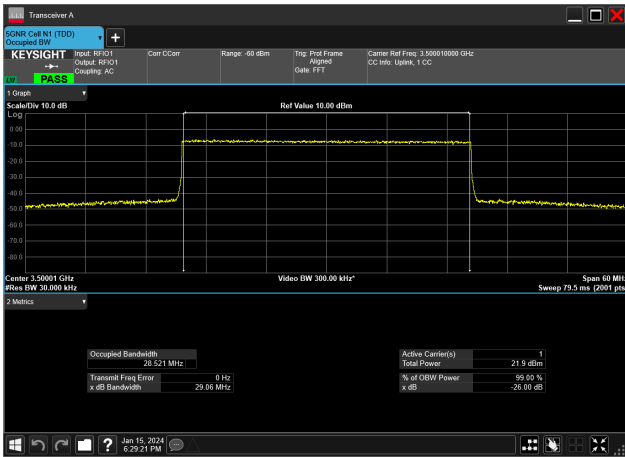 Transceiver A
5GNR Cell N1 (TDD)
Occupied BW
KEYSIGHT
LXI
PASS
Input: RFIO1
Output: RFIO1
Coupling: AC
Corr CCorr
Range: -60 dBm
Trig: Prot Frame
Aligned
Gate: FFT
Carrier Ref Freq: 3.500010000 GHz
CC Info: Uplink, 1 CC
1 Graph
Scale/Div 10.0 dB
Ref Value 10.00 dBm
Log
0.00
-10.0
-20.0
-30.0
-40.0
-50.0
-60.0
-70.0
-80.0
Center 3.50001 GHz
Video BW 300.00 kHz*
Span 60 MHz
#Res BW 30.000 kHz
Sweep 79.5 ms (2001 pts
2 Metrics
Occupied Bandwidth
28.521 MHz
Transmit Freq Error 0 Hz
x dB Bandwidth 29.06 MHz
Active Carrier(s) 1
Total Power 21.9 dBm
% of OBW Power 99.00 %
x dB -26.00 dB
?
Jan 15, 2024
6:29:21 PM